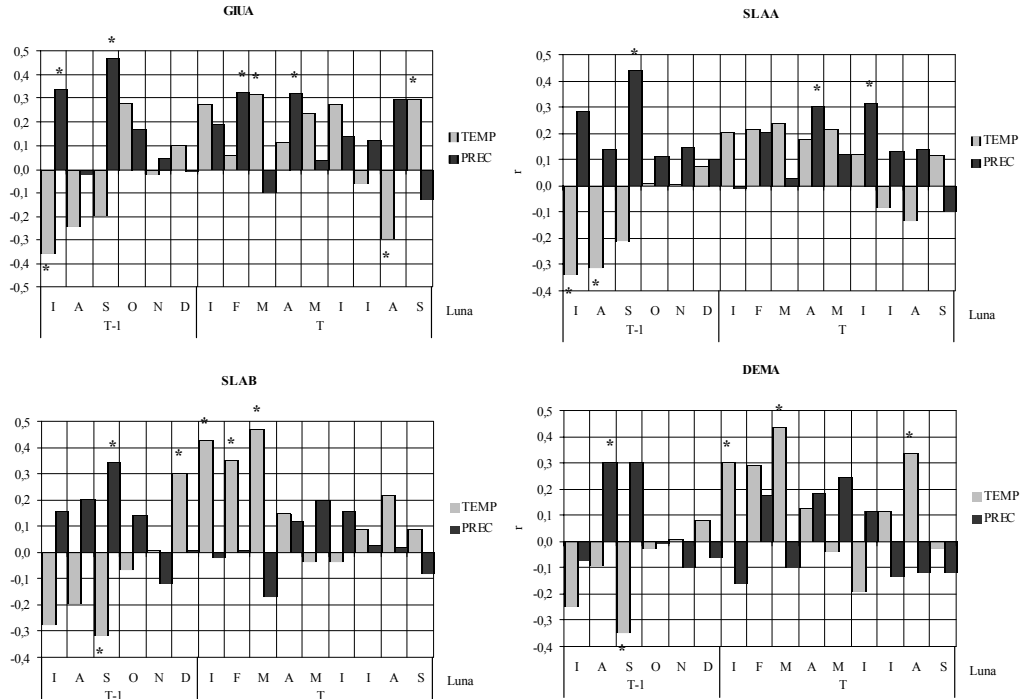 GIUA
0,5
0,4
0,3
0,2
0,1
0,0
-0,1
-0,2
-0,3
-0,4
-0,5
* * * * * * * *
TEMP
PREC
I A S O N D I F M A M I I A S
T-1 T
Luna
SLAA
r
0,5
0,4
0,3
0,2
0,1
0,0
-0,1
-0,2
-0,3
-0,4
* * * * *
TEMP
PREC
I A S O N D I F M A M I I A S
T-1 T
Luna
SLAB
0,5
0,4
0,3
0,2
0,1
0,0
-0,1
-0,2
-0,3
-0,4
* * * * * *
TEMP
PREC
I A S O N D I F M A M I I A S
T-1 T
Luna
DEMA
r
0,5
0,4
0,3
0,2
0,1
0,0
-0,1
-0,2
-0,3
-0,4
* * * * *
TEMP
PREC
I A S O N D I F M A M I I A S
T-1 T
Luna